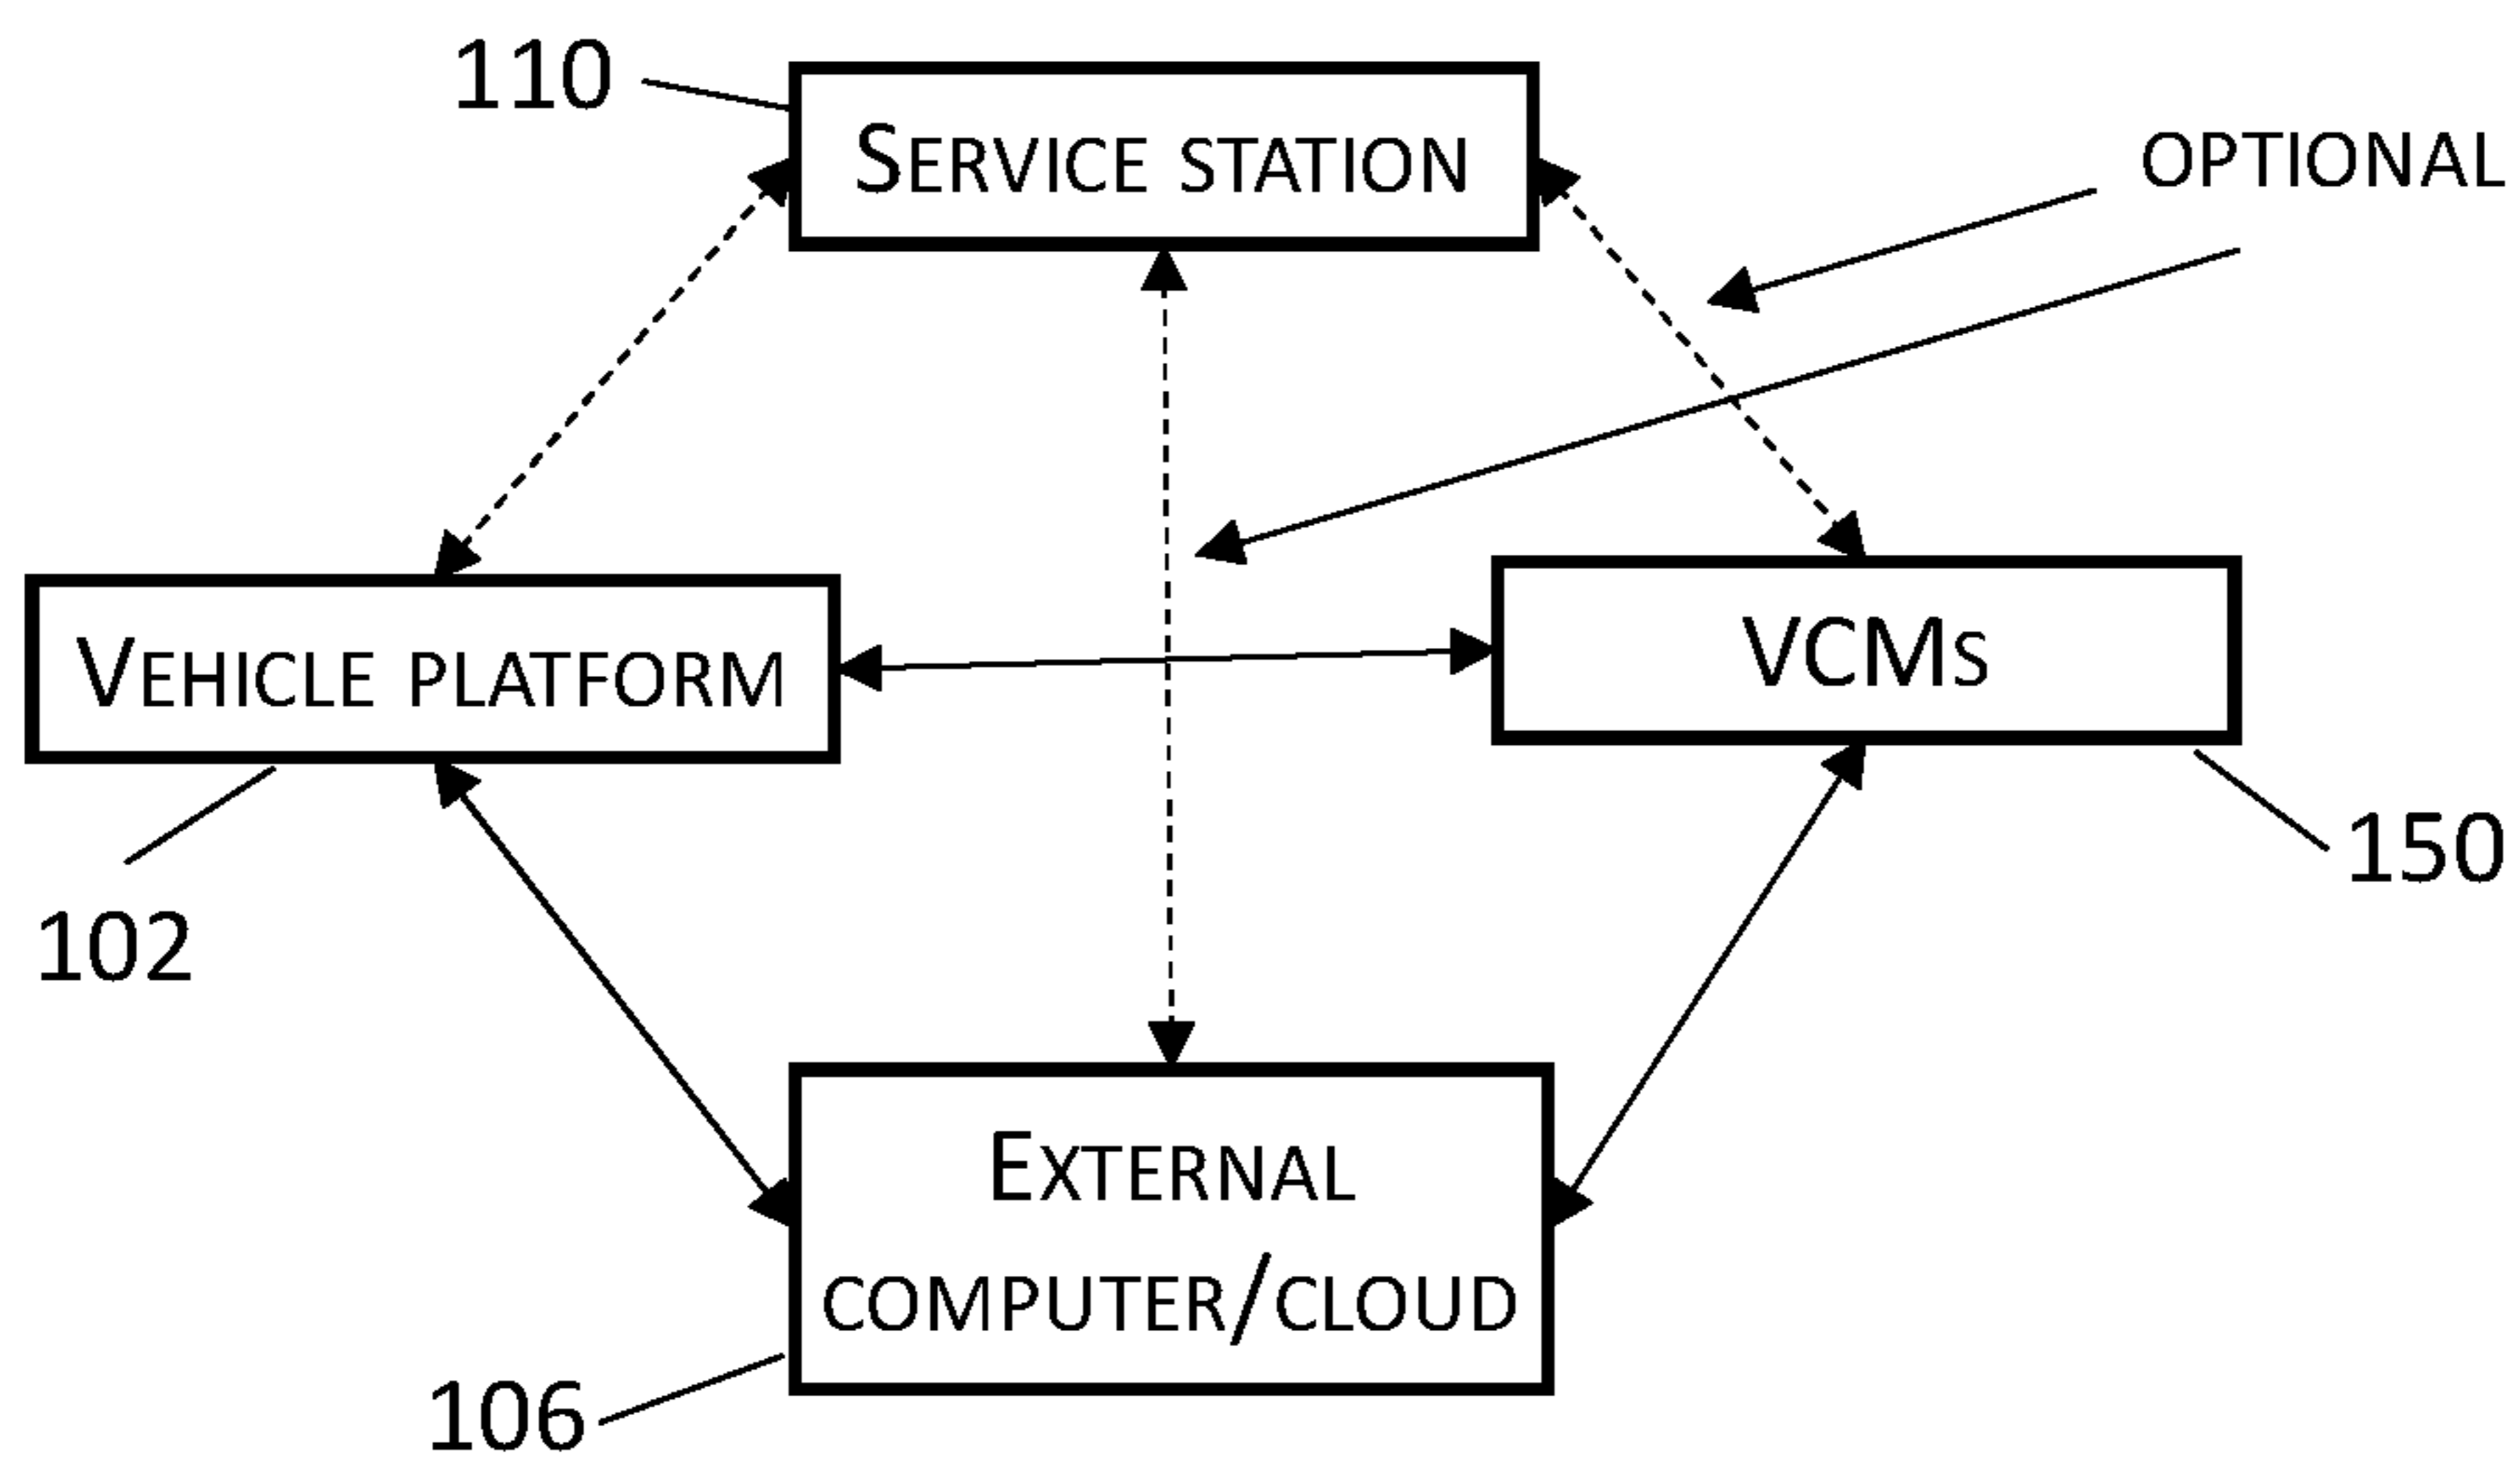 110
SERVICE STATION
OPTIONAL
VEHICLE PLATFORM
VCMS
102
150
EXTERNAL
COMPUTER/CLOUD
106